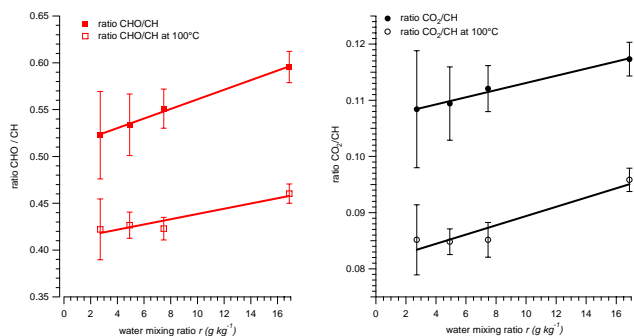 ratio CHO/CH
ratio CHO/CH at 100°C
0.65
0.60
0.55
0.50
0.45
0.40
0.35
ratio CHO / CH
0 2 4 6 8 10 12 14 16
water mixing ratio r (g kg⁻¹)
ratio CO₂/CH
ratio CO₂/CH at 100°C
0.12
0.11
0.10
0.09
0.08
ratio CO₂/CH
0 2 4 6 8 10 12 14 16
water mixing ratio r (g kg⁻¹)